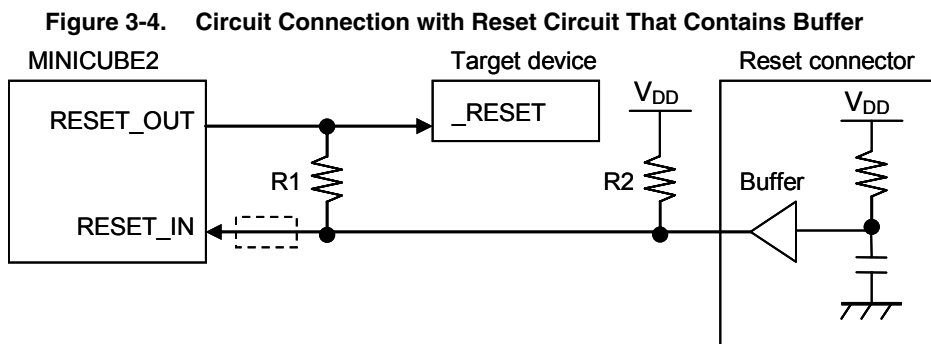 Figure 3-4. Circuit Connection with Reset Circuit That Contains Buffer
MINICUBE2
Target device
Reset connector
RESET_OUT
_RESET
VDD
VDD
R1
R2
Buffer
RESET_IN